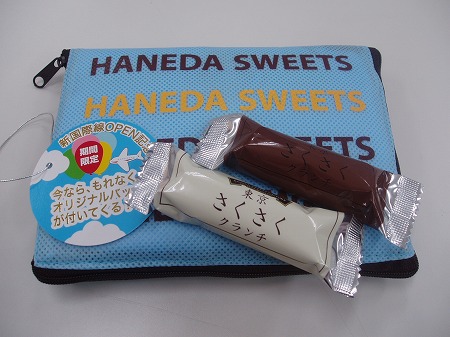 HANEDA SWEETS
HANEDA SWEETS
EDA SWEETS
新国際線OPEN記
期間
限定
今なら、もれなく
オリジナルバッ
が付いてくる
さくさく
東京
さくさく
クランチ